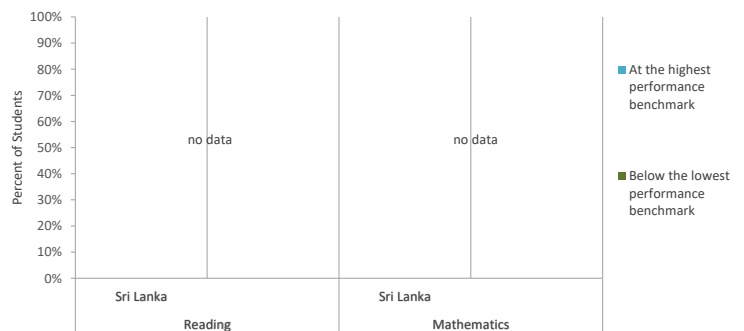 100%
90%
80%
70%
60%
50%
40%
30%
20%
10%
0%
Percent of Students
no data
no data
Sri Lanka
Sri Lanka
Reading
Mathematics
At the highest
performance
benchmark
Below the lowest
performance
benchmark